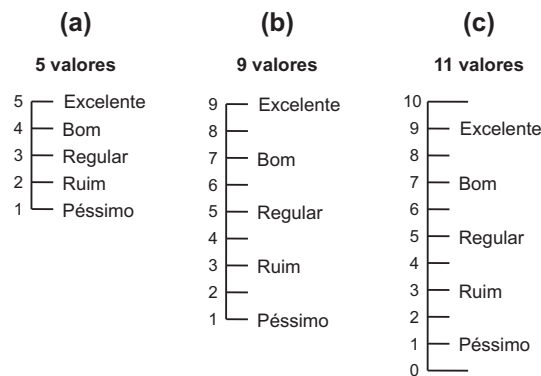 (a)
5 valores
5 Excelente
4 Bom
3 Regular
2 Ruim
1 Péssimo
(b)
9 valores
9 Excelente
8
7 Bom
6
5 Regular
4
3 Ruim
2
1 Péssimo
(c)
11 valores
10
9 Excelente
8
7 Bom
6
5 Regular
4
3 Ruim
2
1 Péssimo
0